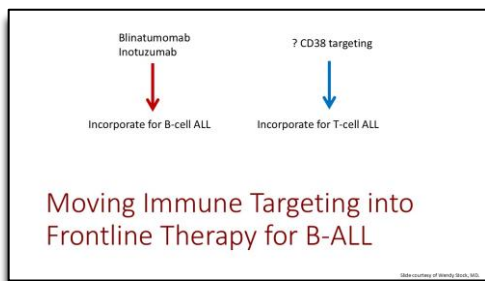 Blinatumomab
Inotuzumab
? CD38 targeting
Incorporate for B-cell ALL
Incorporate for T-cell ALL
Moving Immune Targeting into
Frontline Therapy for B-ALL
Slide courtesy of Wendy Stock, MD.